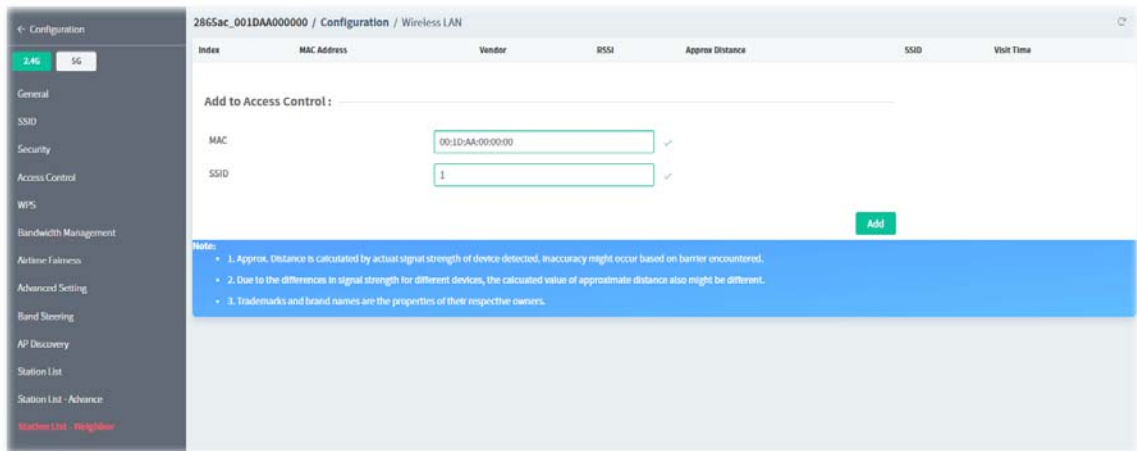 ← Configuration
2865ac_001DAA000000 / Configuration / Wireless LAN
2.4G 5G
Index MAC Address Vendor RSSI Approx Distance SSID Visit Time
General
SSID
Security
Access Control
WPS
Bandwidth Management
Airtime Fairness
Advanced Setting
Band Steering
AP Discovery
Station List
Station List - Advance
Station List - Neighbor
Add to Access Control :
MAC 00:1D:AA:00:00:00
SSID 1
Add
Note:
• 1. Approx. Distance is calculated by actual signal strength of device detected. Inaccuracy might occur based on barrier encountered.
• 2. Due to the differences in signal strength for different devices, the calcuated value of approximate distance also might be different.
• 3. Trademarks and brand names are the properties of their respective owners.